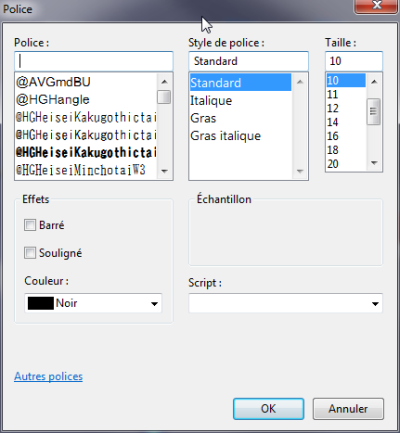 Police
Police :
Style de police :
Taille :
Standard
10
@AVGmdBU
@HGHangle
@HGHeiseiKakugothictai
@HGHeiseiKakugothictai
@HGHeiseiKakugothictai
@HGHeiseiMinchotaiW3
Standard
Italique
Gras
Gras italique
10
11
12
14
16
18
20
Effets
Barré
Souligné
Couleur :
Noir
Échantillon
Script :
Autres polices
OK
Annuler